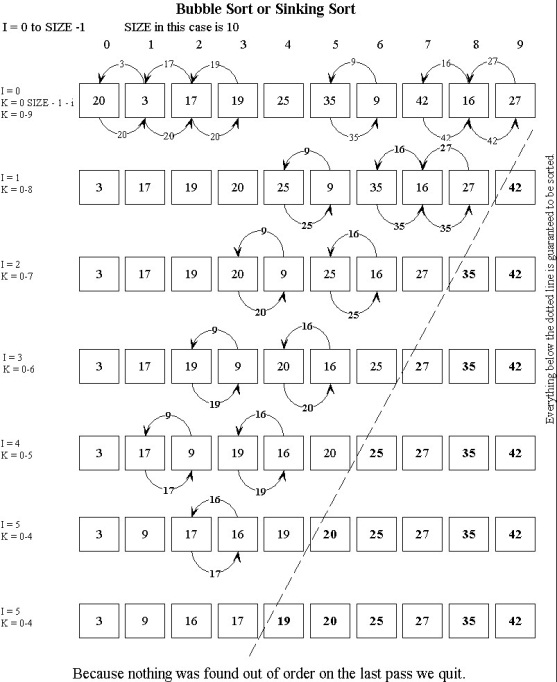 Bubble Sort or Sinking Sort
I = 0 to SIZE -1 SIZE in this case is 10
0 1 2 3 4 5 6 7 8 9
3 17 19 9 16 27
I = 0
K = 0 SIZE - 1 - i
K = 0-9
20 3 17 19 25 35 9 42 16 27
20 20 20 35 42 42
9 16 27
I = 1
K = 0-8
3 17 19 20 25 9 35 16 27 42
25 35 35
9 16
I = 2
K = 0-7
3 17 19 20 9 25 16 27 35 42
20 25
9 16
I = 3
K = 0-6
3 17 19 9 20 16 25 27 35 42
19 20
9 16
I = 4
K = 0-5
3 17 9 19 16 20 25 27 35 42
17 19
16
I = 5
K = 0-4
3 9 17 16 19 20 25 27 35 42
17
I = 5
K = 0-4
3 9 16 17 19 20 25 27 35 42
Everything below the dotted line is guaranteed to be sorted.
Because nothing was found out of order on the last pass we quit.